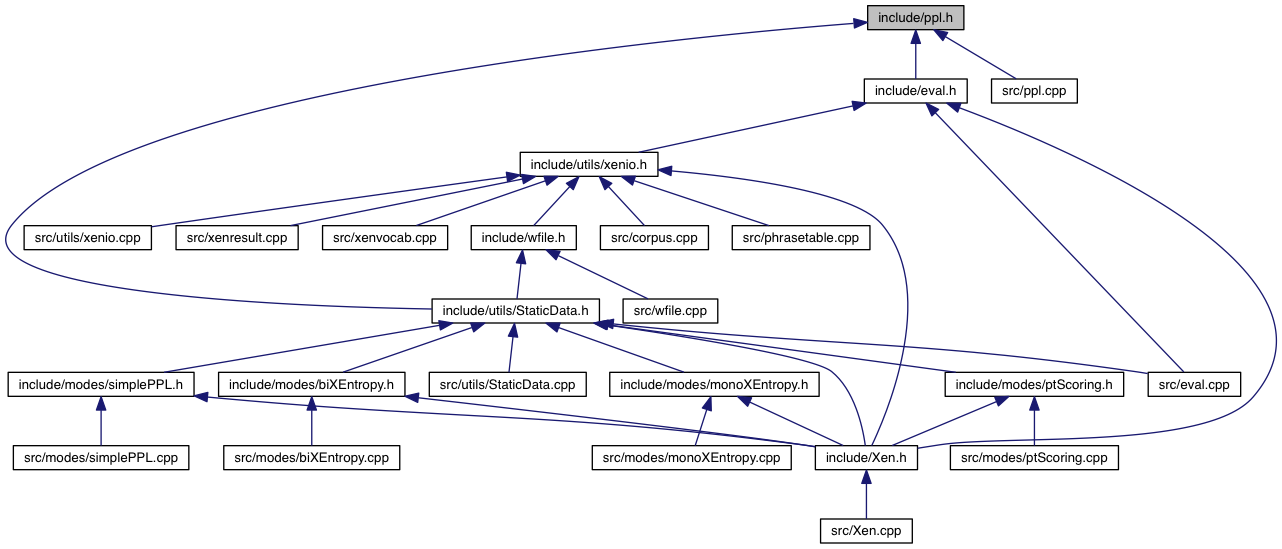 include/ppl.h
include/eval.h
src/ppl.cpp
include/utils/xenio.h
src/utils/xenio.cpp
src/xenresult.cpp
src/xenvocab.cpp
include/wfile.h
src/corpus.cpp
src/phrasetable.cpp
include/utils/StaticData.h
src/wfile.cpp
include/modes/simplePPL.h
include/modes/biXEntropy.h
src/utils/StaticData.cpp
include/modes/monoXEntropy.h
include/modes/ptScoring.h
src/eval.cpp
src/modes/simplePPL.cpp
src/modes/biXEntropy.cpp
src/modes/monoXEntropy.cpp
include/Xen.h
src/modes/ptScoring.cpp
src/Xen.cpp